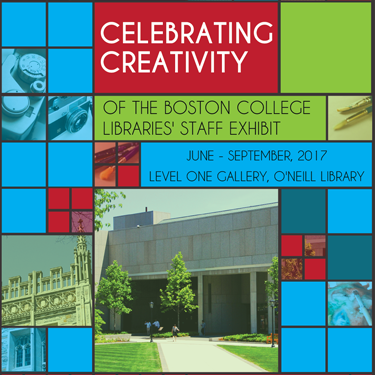 CELEBRATING
CREATIVITY
OF THE BOSTON COLLEGE
LIBRARIES' STAFF EXHIBIT
JUNE - SEPTEMBER, 2017
LEVEL ONE GALLERY, O'NEILL LIBRARY